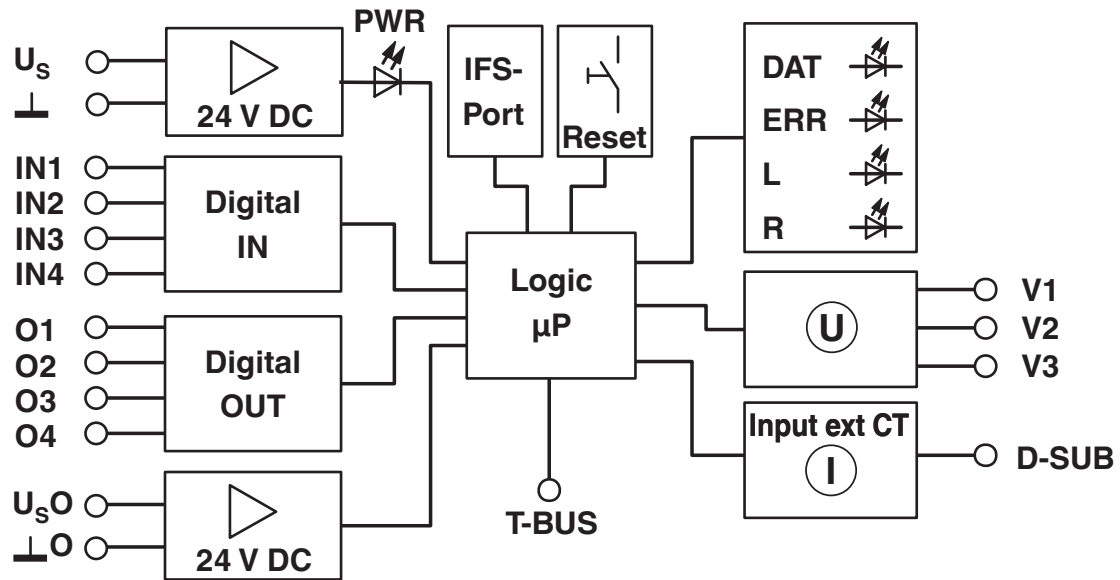 PWR
U_S
24 V DC
IFS-
Port
Reset
DAT
ERR
L
R
IN1
IN2
IN3
IN4
Digital
IN
Logic
µP
O1
O2
O3
O4
Digital
OUT
U
V1
V2
V3
Input ext CT
I
D-SUB
U_SO
O
24 V DC
T-BUS